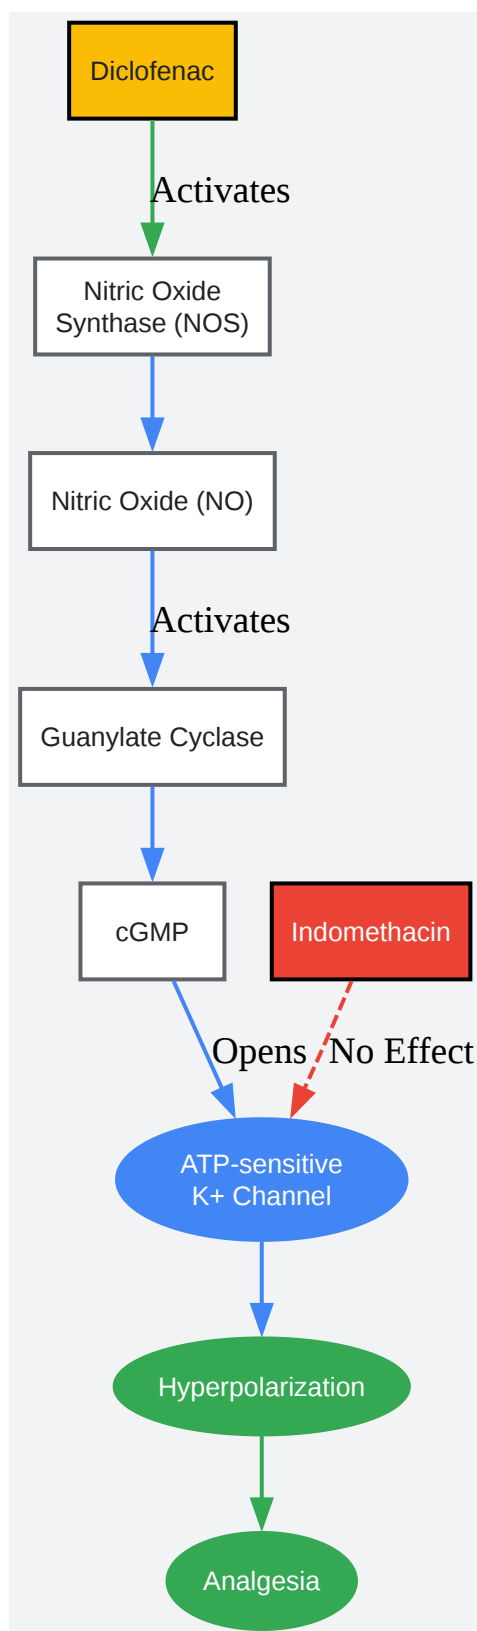 Diclofenac
Activates
Nitric Oxide
Synthase (NOS)
Nitric Oxide (NO)
Activates
Guanylate Cyclase
cGMP
Indomethacin
Opens
No Effect
ATP-sensitive
K+ Channel
Hyperpolarization
Analgesia